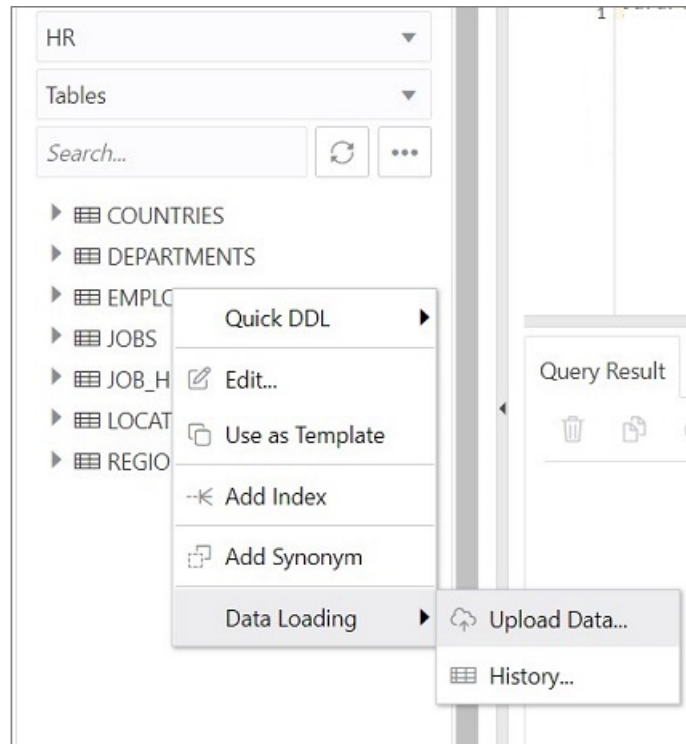 1
HR
Tables
Search...
COUNTRIES
DEPARTMENTS
EMPLO
JOBS
JOB_H
LOCAT
REGIO
Quick DDL
Edit...
Use as Template
Add Index
Add Synonym
Data Loading
Upload Data...
History...
Query Result